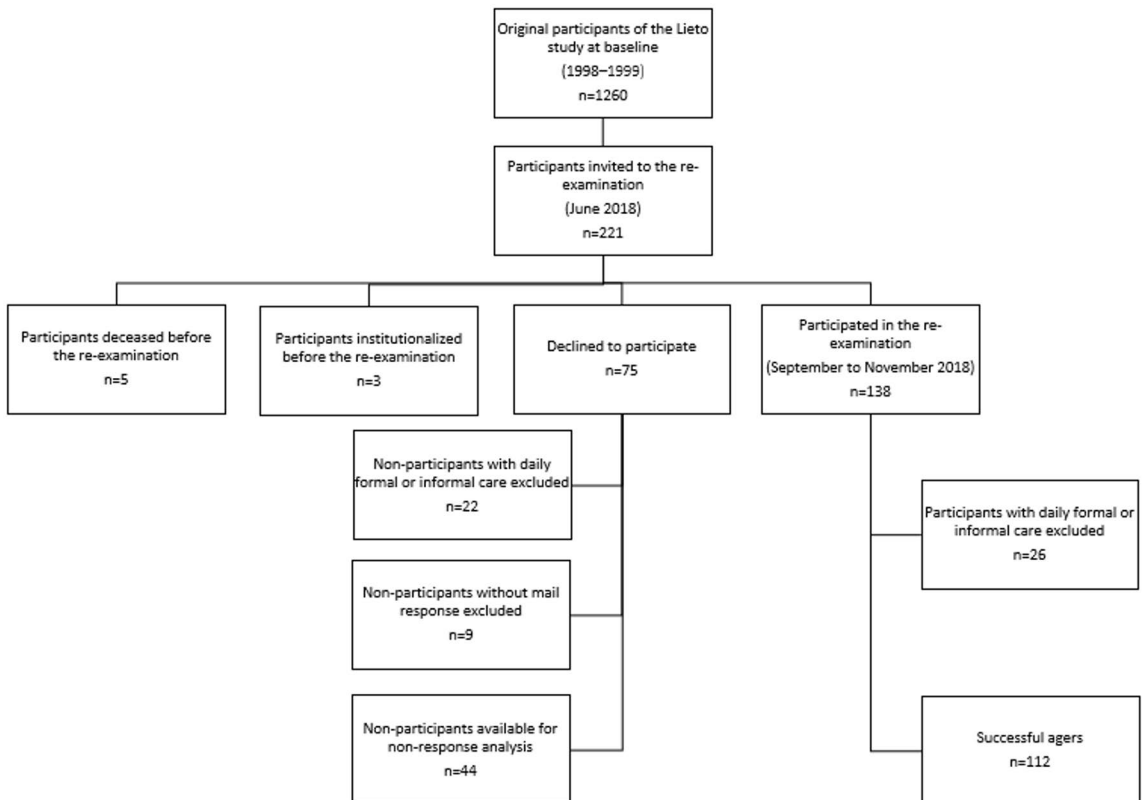 Original participants of the Lieto
study at baseline
(1998–1999)
n=1260
Participants invited to the re-
examination
(June 2018)
n=221
Participants deceased before
the re-examination
n=5
Participants institutionalized
before the re-examination
n=3
Declined to participate
n=75
Participated in the re-
examination
(September to November 2018)
n=138
Non-participants with daily
formal or informal care excluded
n=22
Non-participants without mail
response excluded
n=9
Non-participants available for
non-response analysis
n=44
Participants with daily formal or
informal care excluded
n=26
Successful agers
n=112